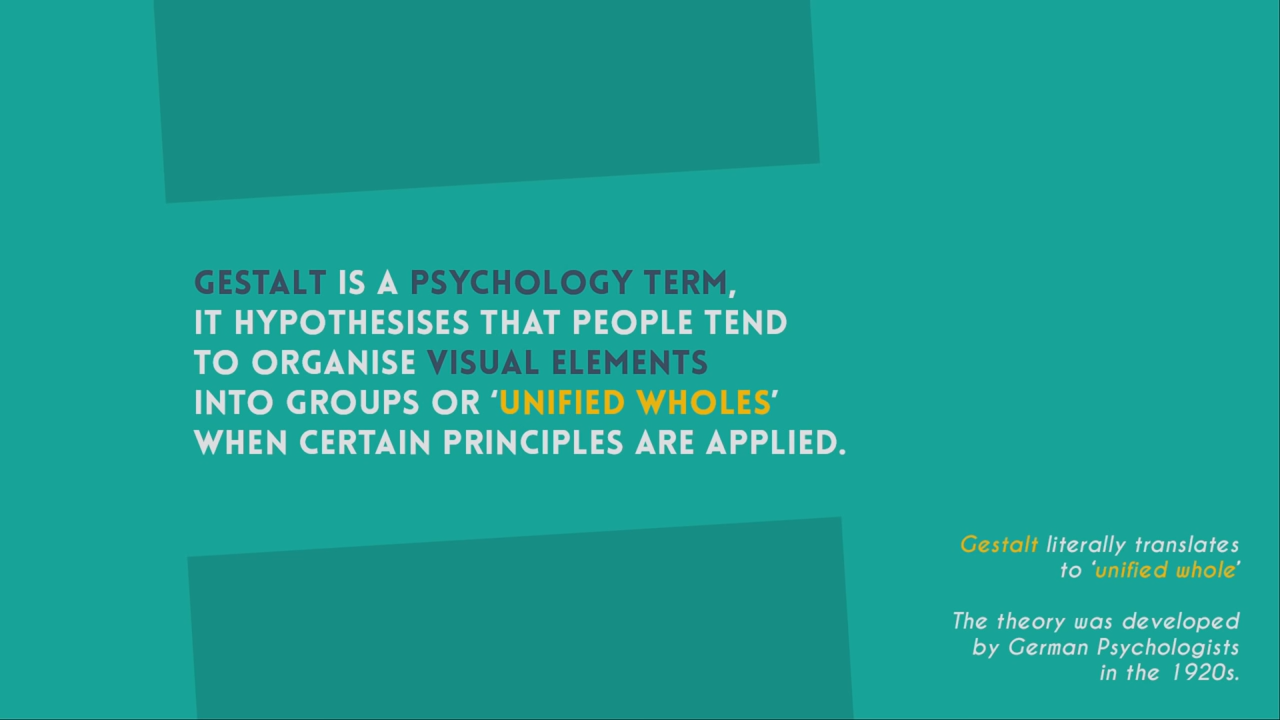 GESTALT IS A PSYCHOLOGY TERM,
IT HYPOTHESISES THAT PEOPLE TEND
TO ORGANISE VISUAL ELEMENTS
INTO GROUPS OR ‘UNIFIED WHOLES’
WHEN CERTAIN PRINCIPLES ARE APPLIED.
Gestalt literally translates
to ‘unified whole’
The theory was developed
by German Psychologists
in the 1920s.